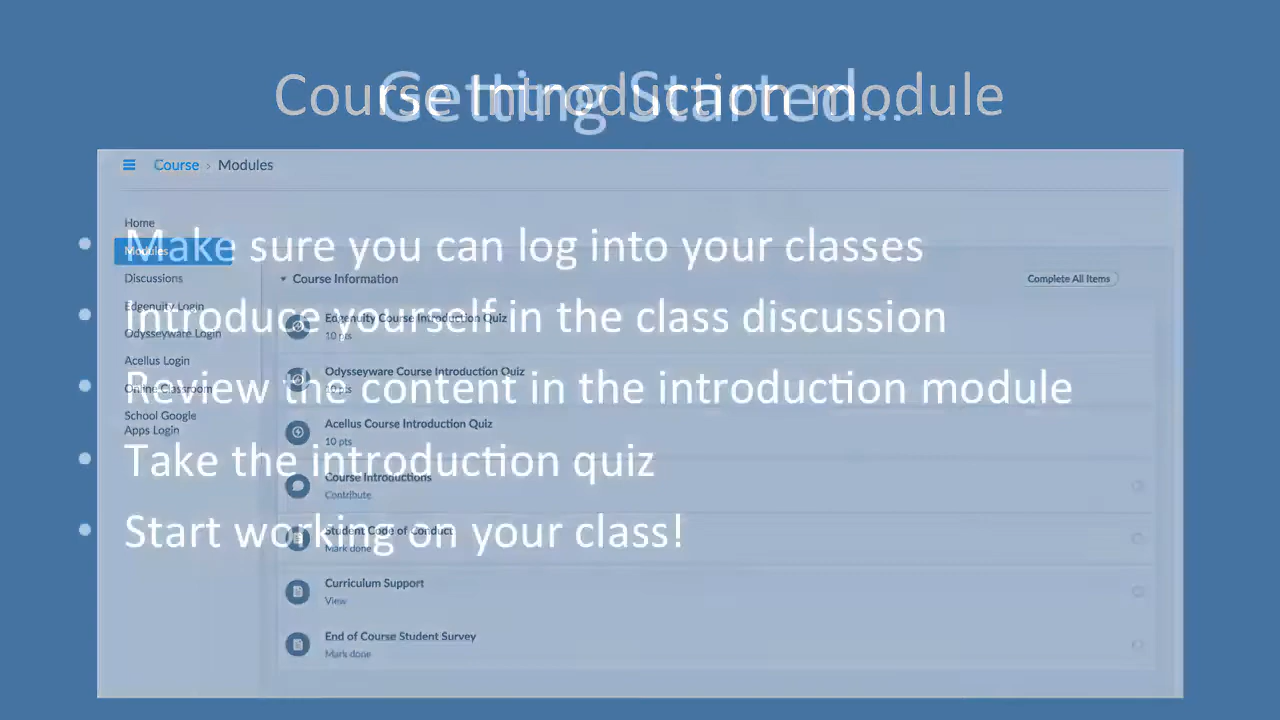 Course Introduction module
Getting Started...
Course › Modules
Home
Modules
Discussions
Edgenuity Login
Odysseyware Login
Acellus Login
Online Classroom
School Google
Apps Login
Course Information
Complete All Items
Edgenuity Course Introduction Quiz
10 pts
Odysseyware Course Introduction Quiz
10 pts
Acellus Course Introduction Quiz
10 pts
Course Introductions
Contribute
Student Code of Conduct
Mark done
Curriculum Support
View
End of Course Student Survey
Mark done
• Make sure you can log into your classes
• Introduce yourself in the class discussion
• Review the content in the introduction module
• Take the introduction quiz
• Start working on your class!